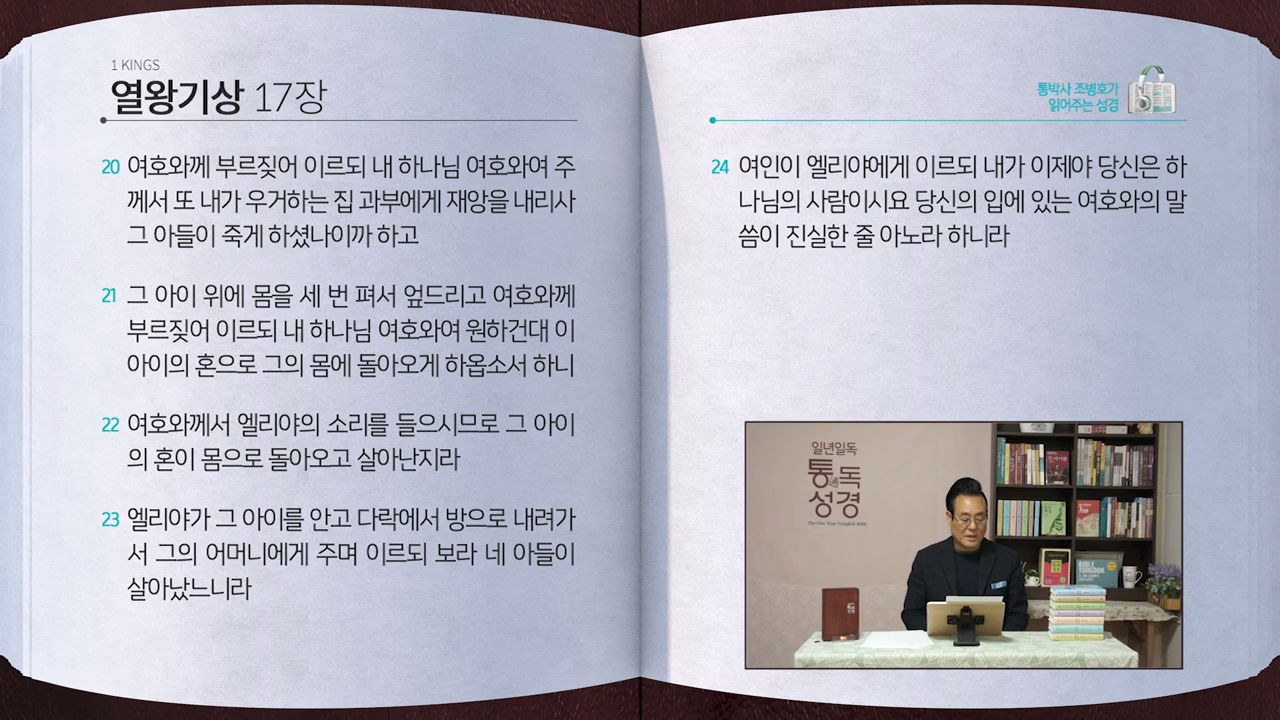 1 KINGS
열왕기상 17장
20 여호와께 부르짖어 이르되 내 하나님 여호와여 주
께서 또 내가 우거하는 집 과부에게 재앙을 내리사
그 아들이 죽게 하셨나이까 하고
21 그 아이 위에 몸을 세 번 펴서 엎드리고 여호와께
부르짖어 이르되 내 하나님 여호와여 원하건대 이
아이의 혼으로 그의 몸에 돌아오게 하옵소서 하니
22 여호와께서 엘리야의 소리를 들으시므로 그 아이
의 혼이 몸으로 돌아오고 살아난지라
23 엘리야가 그 아이를 안고 다락에서 방으로 내려가
서 그의 어머니에게 주며 이르되 보라 네 아들이
살아났느니라
통박사 조병호가
읽어주는 성경
24 여인이 엘리야에게 이르되 내가 이제야 당신은 하
나님의 사람이시요 당신의 입에 있는 여호와의 말
씀이 진실한 줄 아노라 하니라
일년일독
통독
성경
The One Year Tongdok Bible
BIBLE
TONGDOK